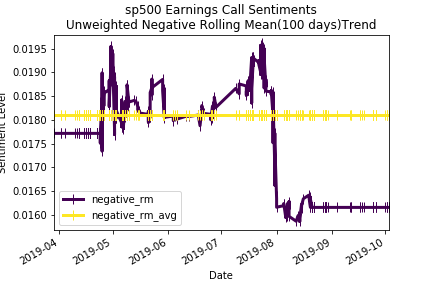 sp500 Earnings Call Sentiments
Unweighted Negative Rolling Mean(100 days)Trend
0.0195
0.0190
0.0185
0.0180
0.0175
0.0170
0.0165
0.0160
Sentiment Level
negative_rm
negative_rm_avg
2019-04
2019-05
2019-06
2019-07
2019-08
2019-09
2019-10
Date